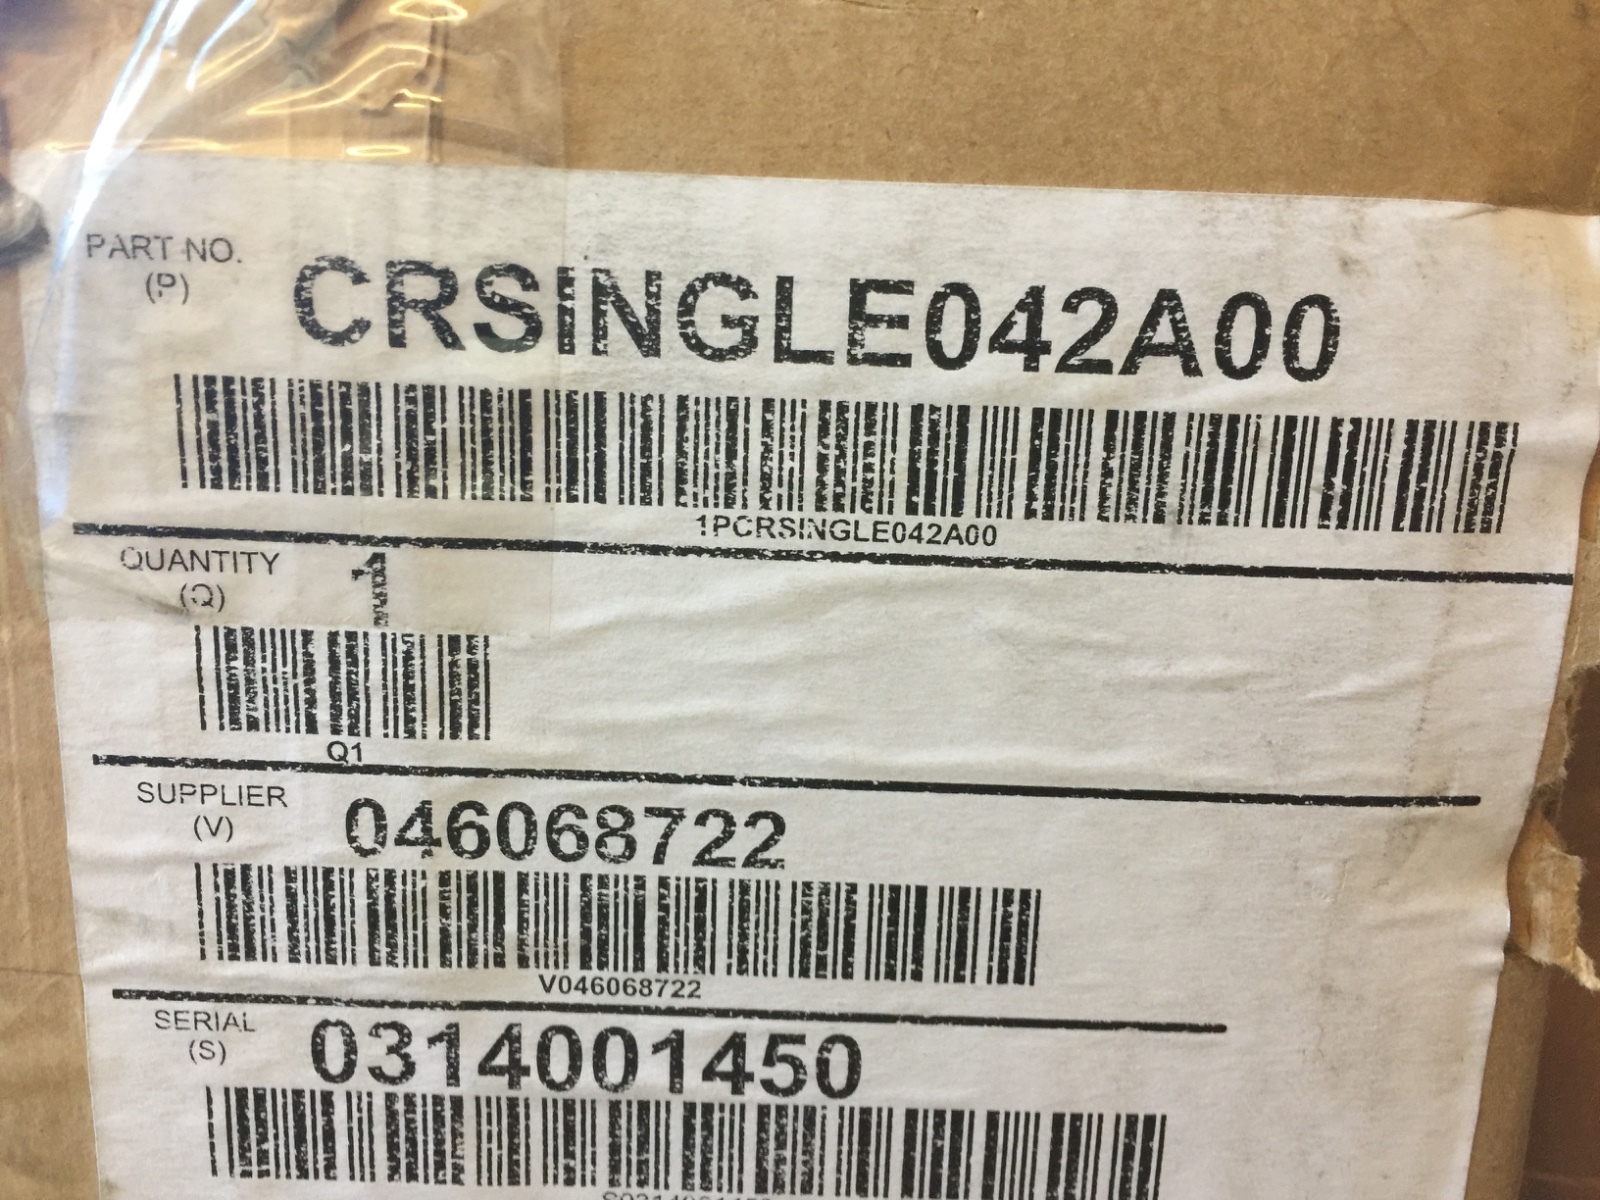 PART NO.
(P)
CRSINGLE042A00
1PCRSINGLE042A00
QUANTITY
(Q)
1
Q1
SUPPLIER
(V)
046068722
V046068722
SERIAL
(S)
0314001450